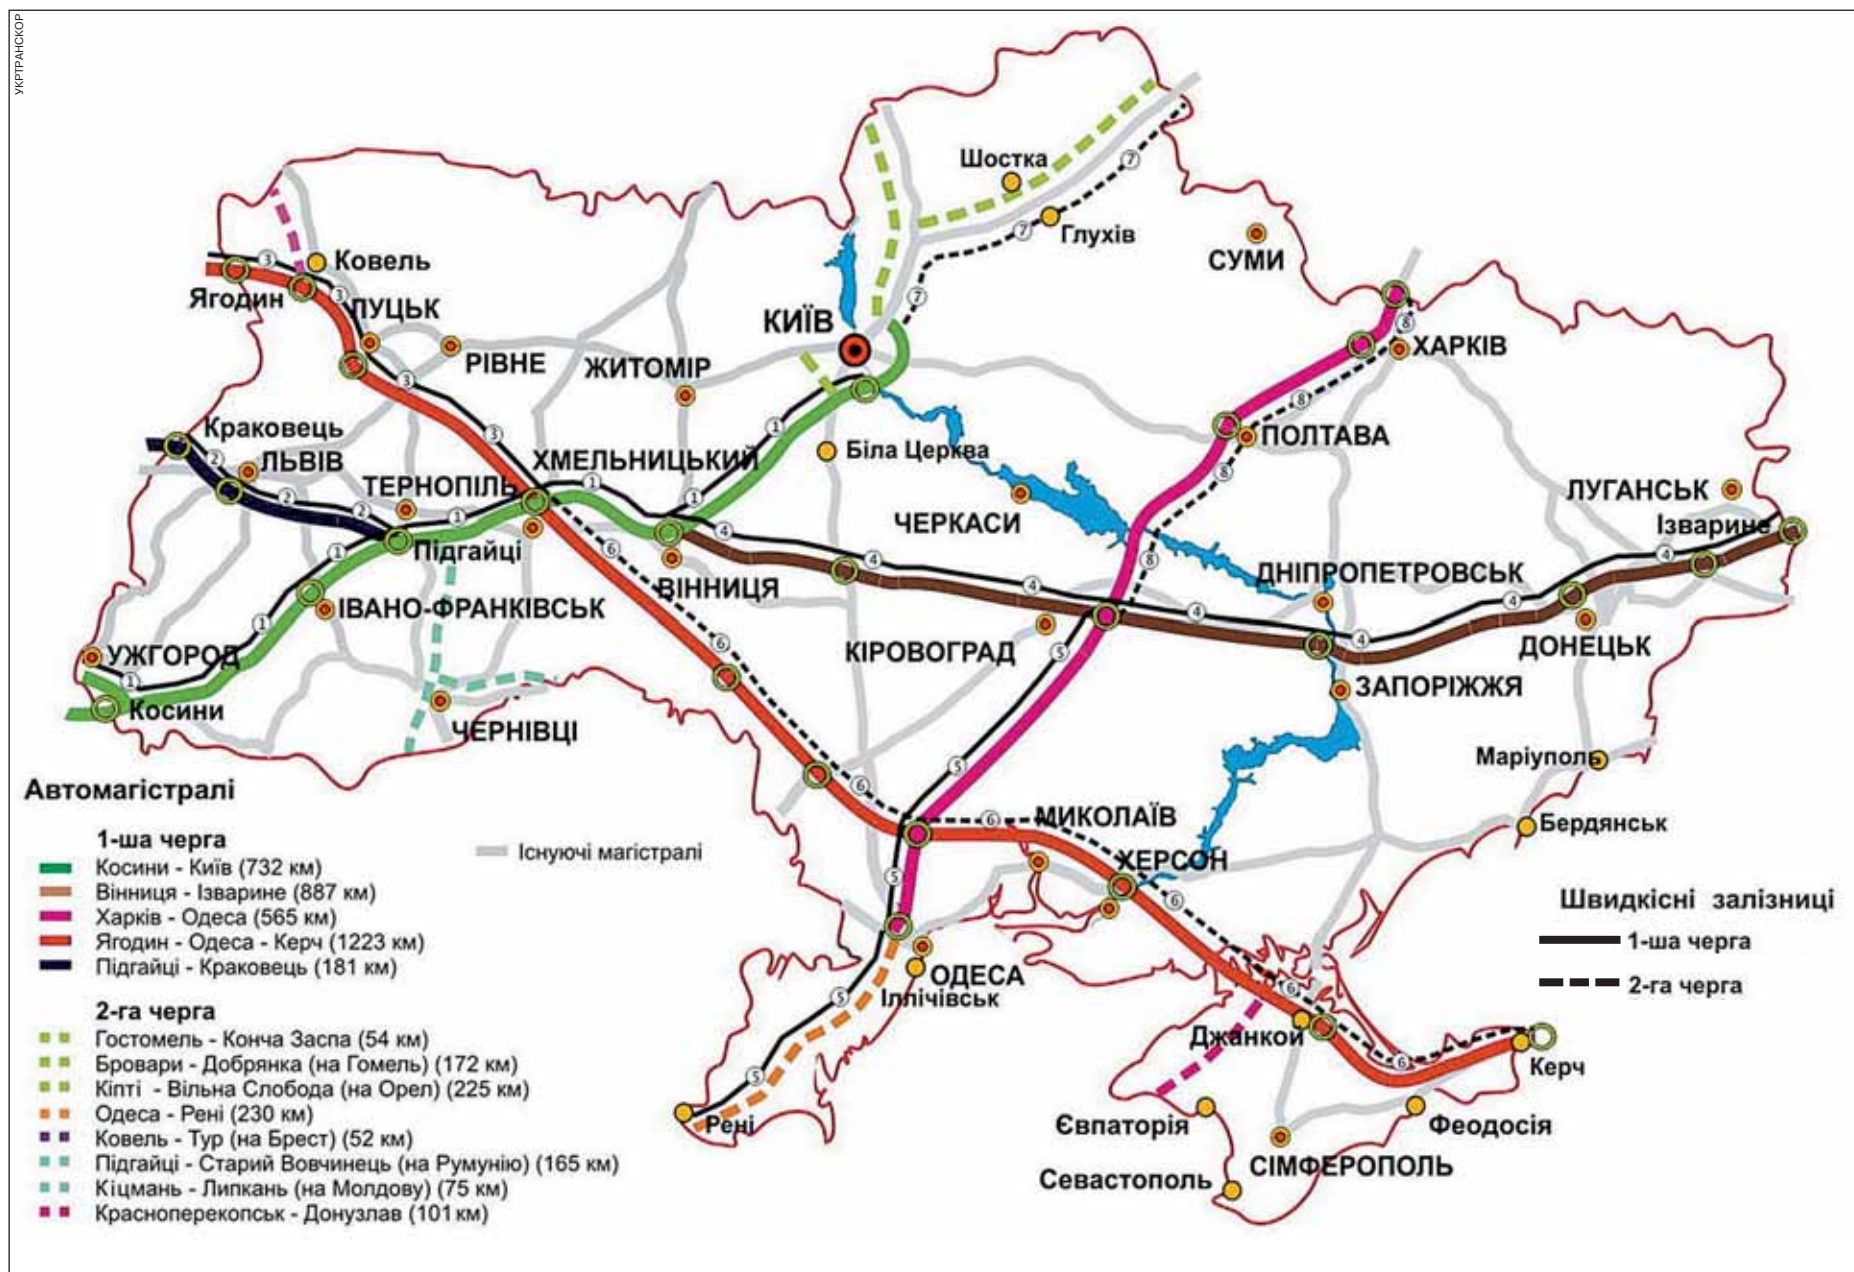 УКРТРАНСКОР
Шостка
Глухів
СУМИ
Ковель
Ягодин
ЛУЦЬК
КИЇВ
РІВНЕ
ЖИТОМІР
ХАРКІВ
Краковець
ЛЬВІВ
ПОЛТАВА
Біла Церква
ХМЕЛЬНИЦЬКИЙ
ТЕРНОПІЛЬ
ЛУГАНСЬК
Ізварине
ЧЕРКАСИ
Підгайці
ДНІПРОПЕТРОВСЬК
ВІННИЦЯ
ІВАНО-ФРАНКІВСЬК
КІРОВОГРАД
ДОНЕЦЬК
УЖГОРОД
ЗАПОРІЖЖЯ
Косини
ЧЕРНІВЦІ
Маріуполь
МИКОЛАЇВ
Бердянськ
ХЕРСОН
ОДЕСА
Іллічівськ
Джанкой
Керч
Рені
Євпаторія
Феодосія
СІМФЕРОПОЛЬ
Севастополь
Автомагістралі
1-ша черга
Косини - Київ (732 км)
Вінниця - Ізварине (887 км)
Харків - Одеса (565 км)
Ягодин - Одеса - Керч (1223 км)
Підгайці - Краковець (181 км)
2-га черга
Гостомель - Конча Заспа (54 км)
Бровари - Добрянка (на Гомель) (172 км)
Кіпті - Вільна Слобода (на Орел) (225 км)
Одеса - Рені (230 км)
Ковель - Тур (на Брест) (52 км)
Підгайці - Старий Вовчинець (на Румунію) (165 км)
Кіцмань - Липкань (на Молдову) (75 км)
Красноперекопськ - Донузлав (101 км)
Існуючі магістралі
Швидкісні залізниці
1-ша черга
2-га черга